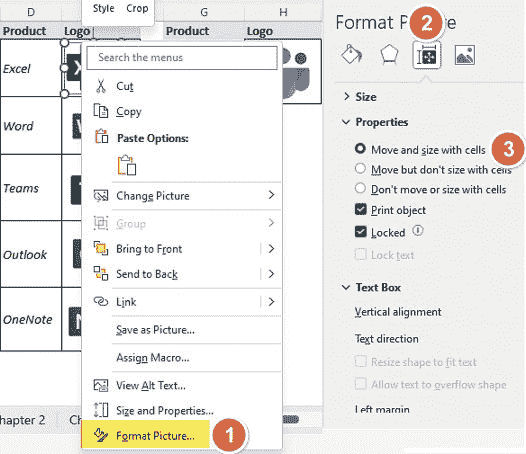 Style Crop
D G H
Product Logo Product Logo
Excel
Word
Teams
Outlook
OneNote
Search the menus
Cut
Copy
Paste Options:
Change Picture
Group
Bring to Front
Send to Back
Link
Save as Picture...
Assign Macro...
View Alt Text...
Size and Properties...
Format Picture...
1
hapter 2
Format P
2
Size
Properties
Move and size with cells
3
Move but don't size with cells
Don't move or size with cells
Print object
Locked
Lock text
Text Box
Vertical alignment
Text direction
Resize shape to fit text
Allow text to overflow shape
Left margin